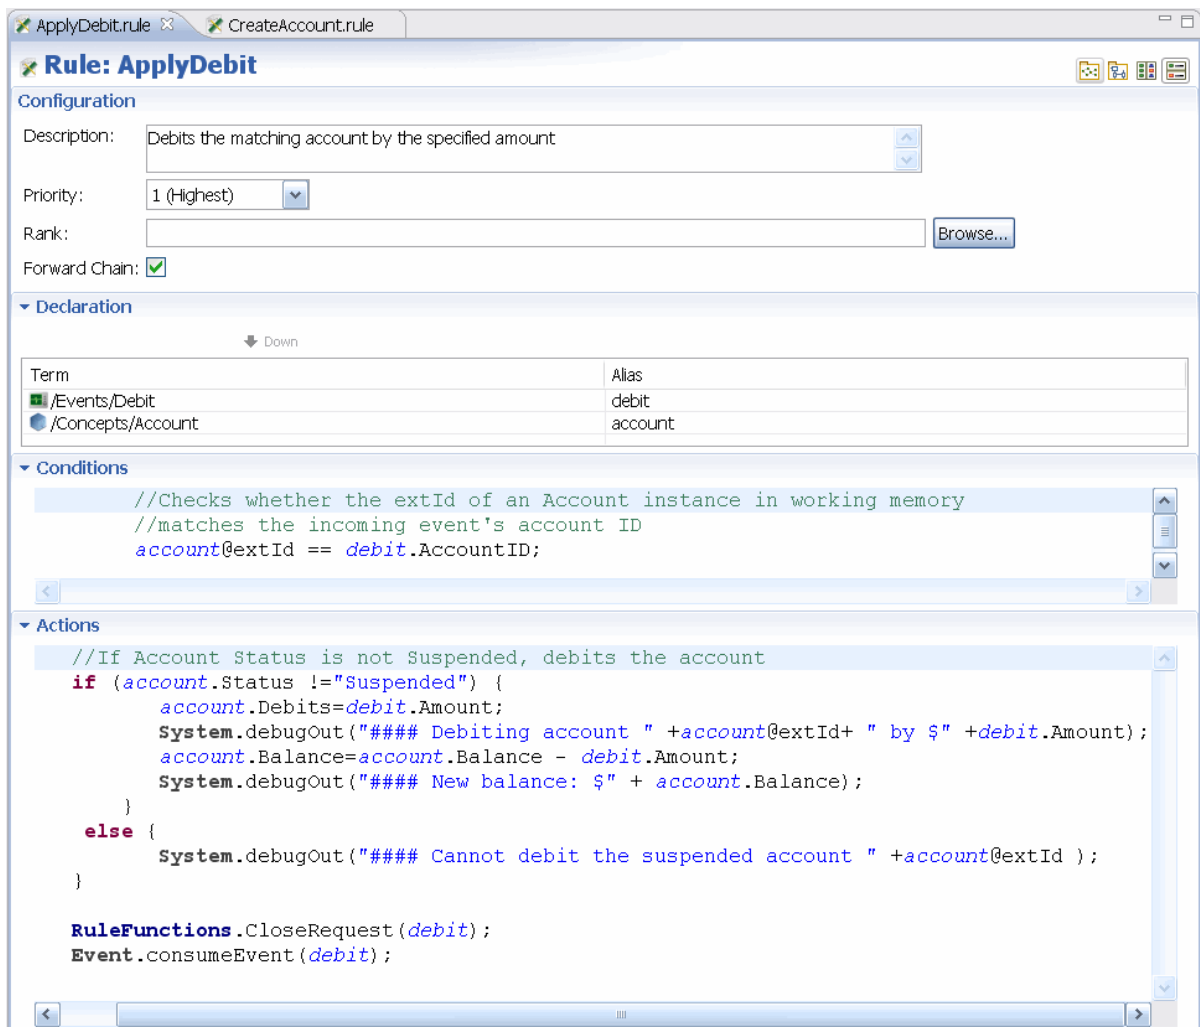 ApplyDebit.rule CreateAccount.rule
Rule: ApplyDebit
Configuration
Description: Debits the matching account by the specified amount
Priority: 1 (Highest)
Rank: Browse...
Forward Chain:
Declaration
Down
Term Alias
/Events/Debit debit
/Concepts/Account account
Conditions
//Checks whether the extId of an Account instance in working memory
//matches the incoming event's account ID
account@extId == debit.AccountID;
Actions
//If Account Status is not Suspended, debits the account
if (account.Status !="Suspended") {
account.Debits=debit.Amount;
System.debugOut("#### Debiting account " +account@extId+ " by $" +debit.Amount);
account.Balance=account.Balance - debit.Amount;
System.debugOut("#### New balance: $" + account.Balance);
}
else {
System.debugOut("#### Cannot debit the suspended account " +account@extId );
}
RuleFunctions.CloseRequest(debit);
Event.consumeEvent(debit);